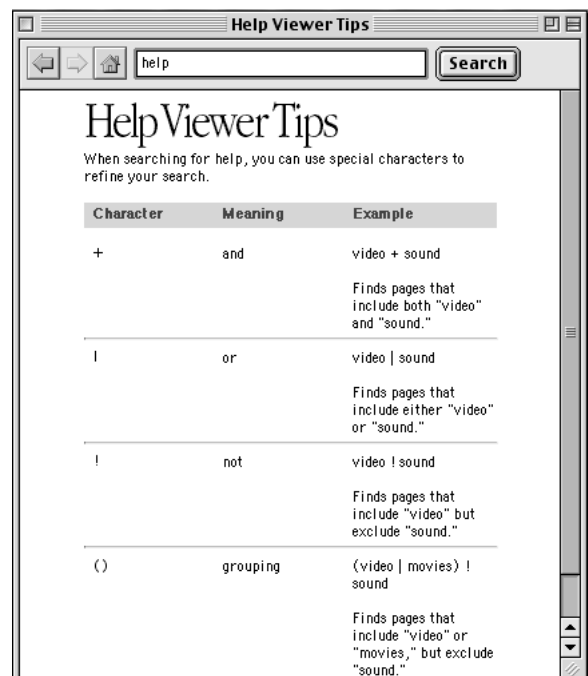 Help Viewer Tips
help
Search
Help Viewer Tips
When searching for help, you can use special characters to
refine your search.
Character Meaning Example
+ and video + sound
Finds pages that
include both "video"
and "sound."
| or video | sound
Finds pages that
include either "video"
or "sound."
! not video ! sound
Finds pages that
include "video" but
exclude "sound."
() grouping (video | movies) !
sound
Finds pages that
include "video" or
"movies," but exclude
"sound."